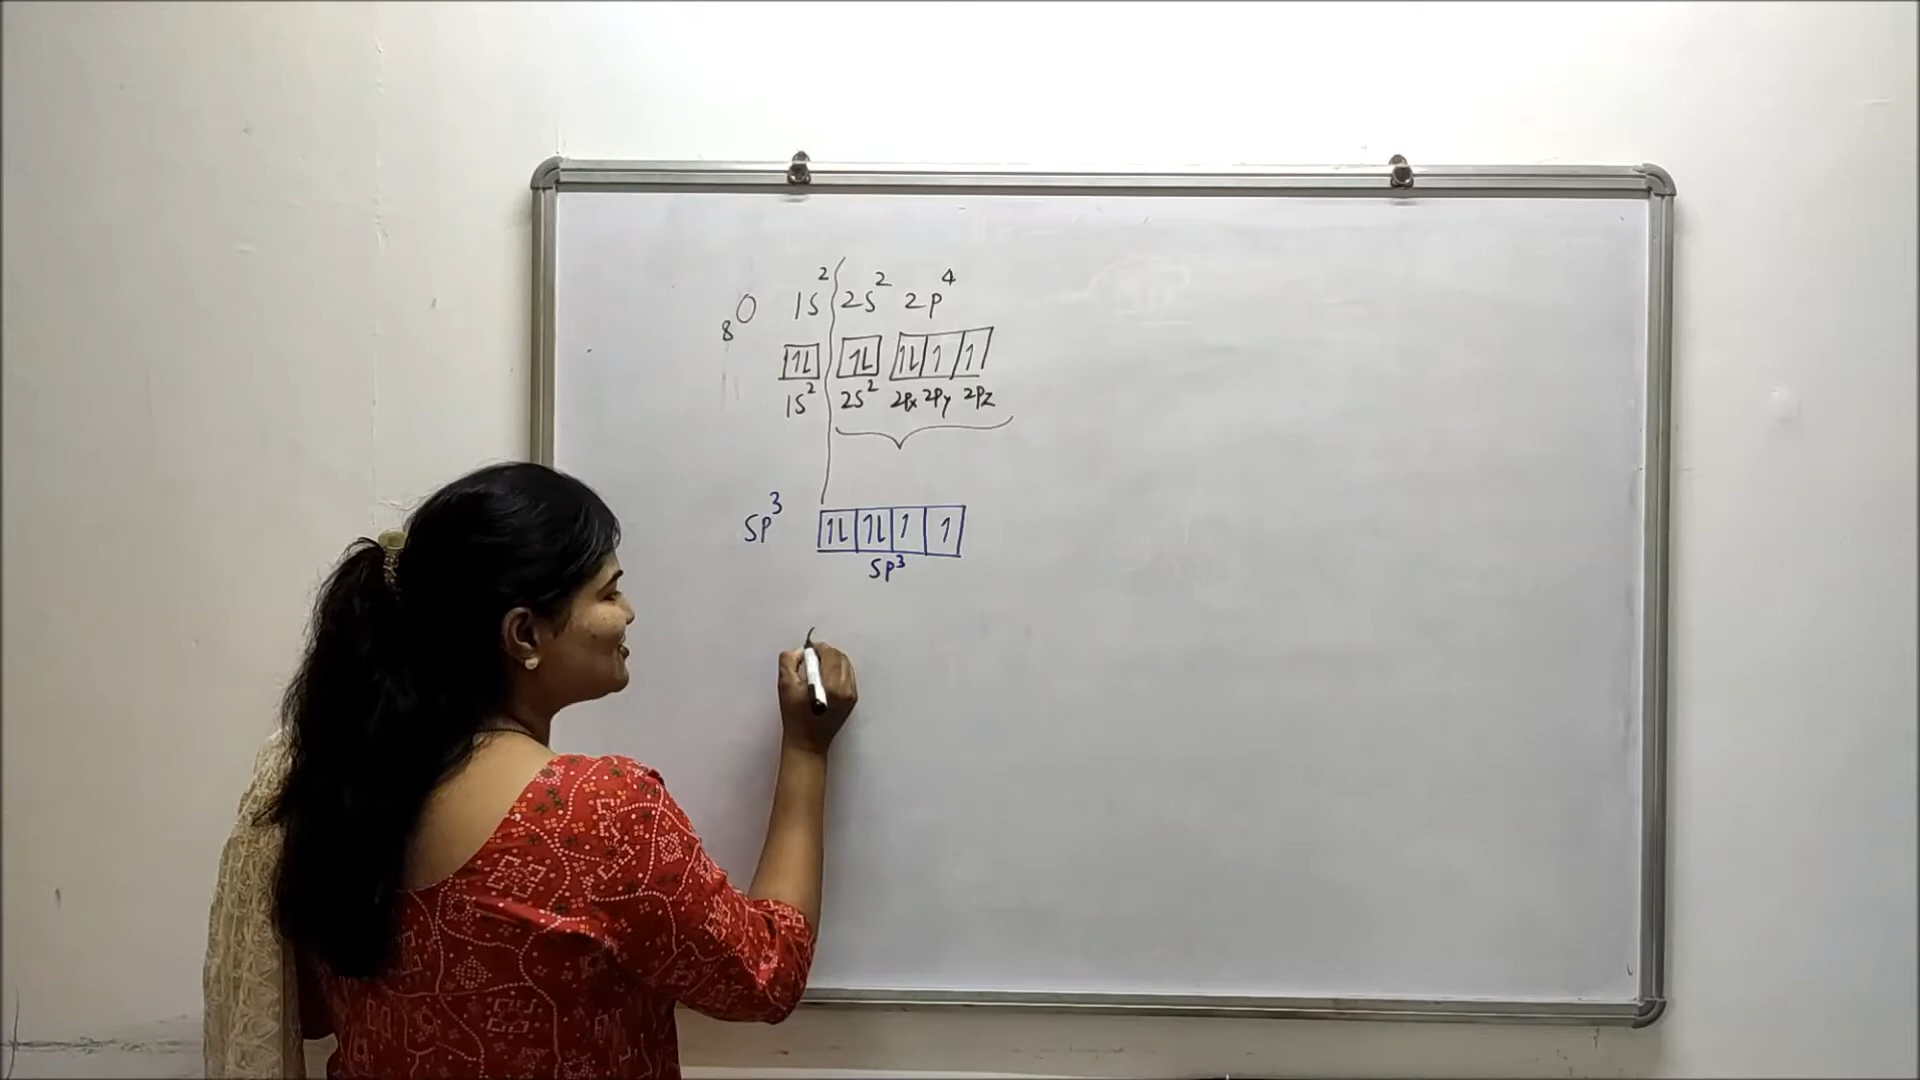 ₈O 1s² 2s² 2p⁴
1L 1L 1L 1 1
1s² 2s² 2px 2py 2pz
sp³ 1L 1L 1 1
sp³